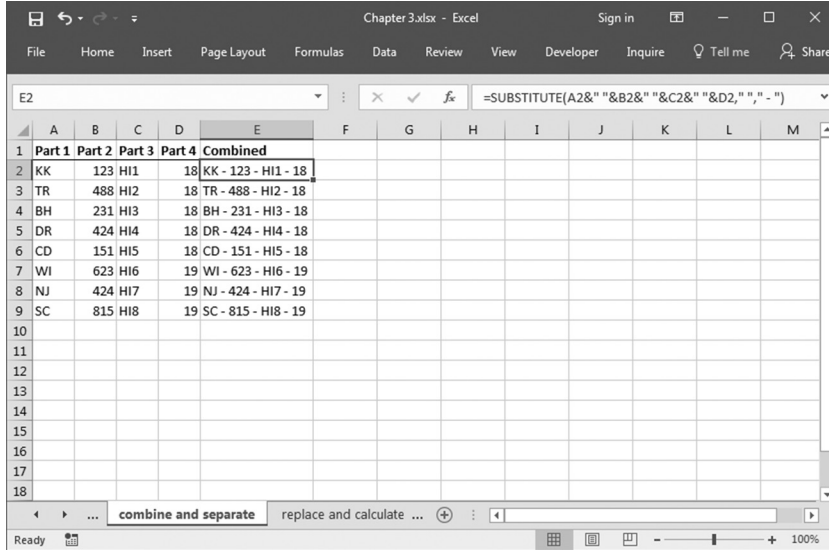 Chapter 3.xlsx - Excel Sign in
File Home Insert Page Layout Formulas Data Review View Developer Inquire Tell me Share
E2 fx =SUBSTITUTE(A2&" "&B2&" "&C2&" "&D2," "," - ")
A B C D E F G H I J K L M
1 Part 1 Part 2 Part 3 Part 4 Combined
2 KK 123 HI1 18 KK - 123 - HI1 - 18
3 TR 488 HI2 18 TR - 488 - HI2 - 18
4 BH 231 HI3 18 BH - 231 - HI3 - 18
5 DR 424 HI4 18 DR - 424 - HI4 - 18
6 CD 151 HI5 18 CD - 151 - HI5 - 18
7 WI 623 HI6 19 WI - 623 - HI6 - 19
8 NJ 424 HI7 19 NJ - 424 - HI7 - 19
9 SC 815 HI8 19 SC - 815 - HI8 - 19
10
11
12
13
14
15
16
17
18
... combine and separate replace and calculate ...
Ready 100%